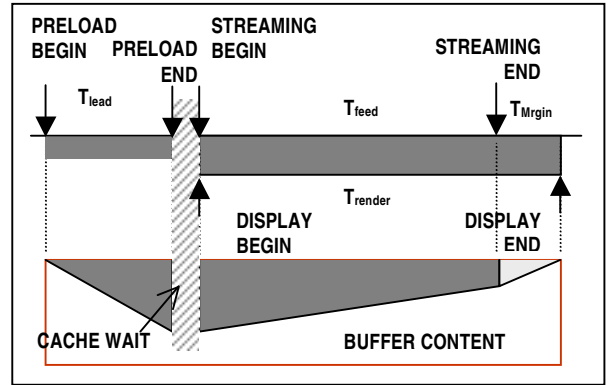 PRELOAD
BEGIN
PRELOAD
END
STREAMING
BEGIN
STREAMING
END
Tlead
Tfeed
TMrgin
Trender
DISPLAY
BEGIN
DISPLAY
END
CACHE WAIT
BUFFER CONTENT